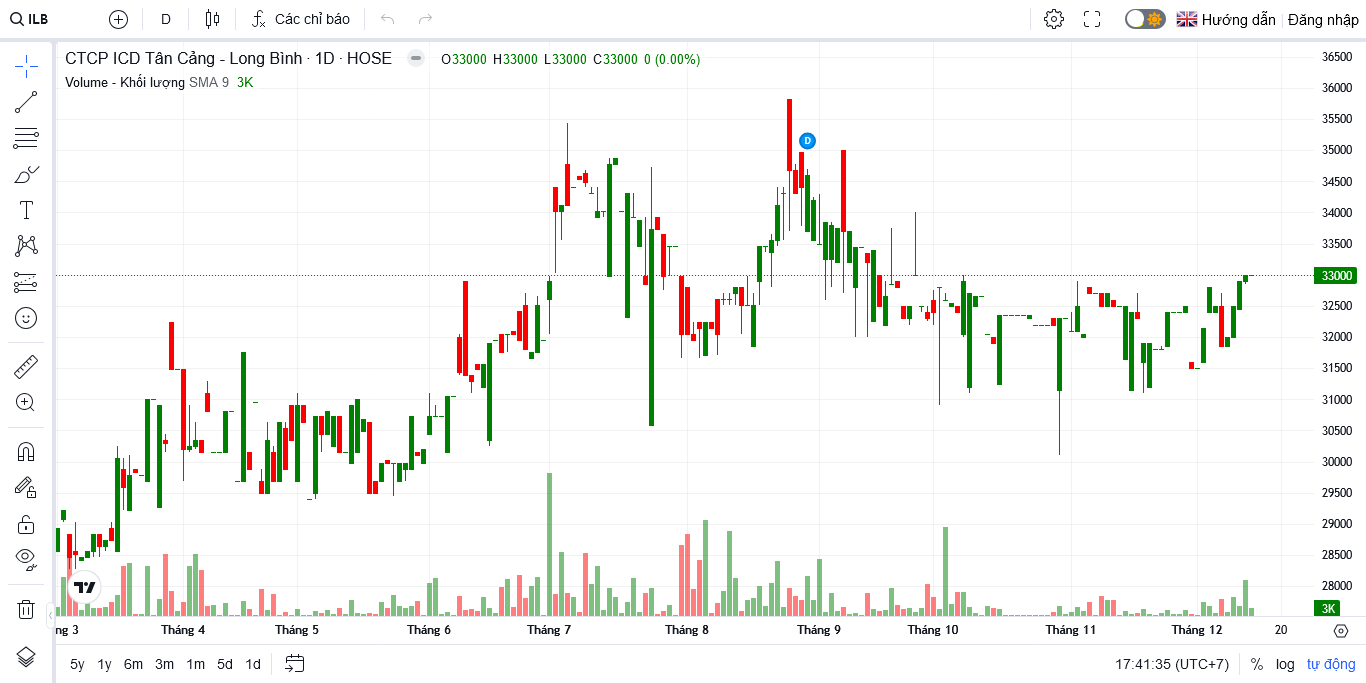 ILB D Các chỉ báo Hướng dẫn Đăng nhập
CTCP ICD Tân Cảng - Long Bình · 1D · HOSE O33000 H33000 L33000 C33000 0 (0.00%)
Volume - Khối lượng SMA 9 3K
36500
36000
35500
D
35000
34500
34000
33500
33000
32500
32000
31500
31000
30500
30000
29500
29000
28500
28000
3K
ng 3 Tháng 4 Tháng 5 Tháng 6 Tháng 7 Tháng 8 Tháng 9 Tháng 10 Tháng 11 Tháng 12 20
5y 1y 6m 3m 1m 5d 1d 17:41:35 (UTC+7) % log tự động